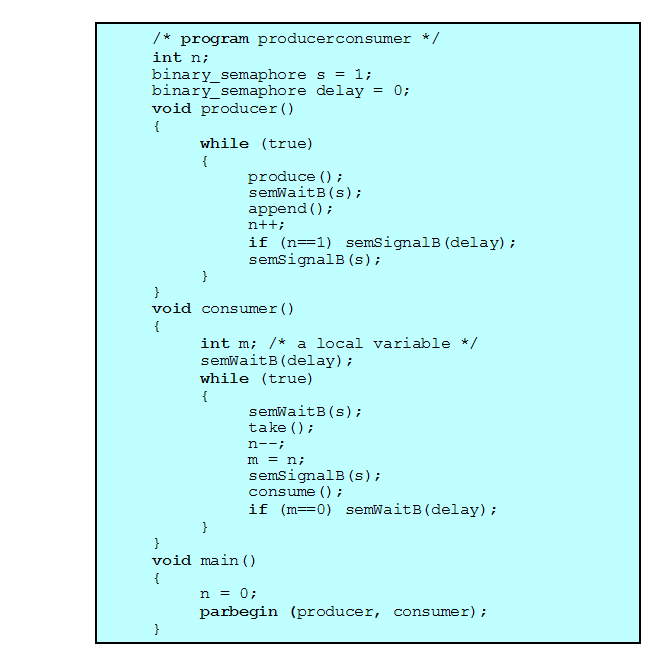 /* program producerconsumer */
int n;
binary_semaphore s = 1;
binary_semaphore delay = 0;
void producer()
{
while (true)
{
produce();
semWaitB(s);
append();
n++;
if (n==1) semSignalB(delay);
semSignalB(s);
}
}
void consumer()
{
int m; /* a local variable */
semWaitB(delay);
while (true)
{
semWaitB(s);
take();
n--;
m = n;
semSignalB(s);
consume();
if (m==0) semWaitB(delay);
}
}
void main()
{
n = 0;
parbegin (producer, consumer);
}